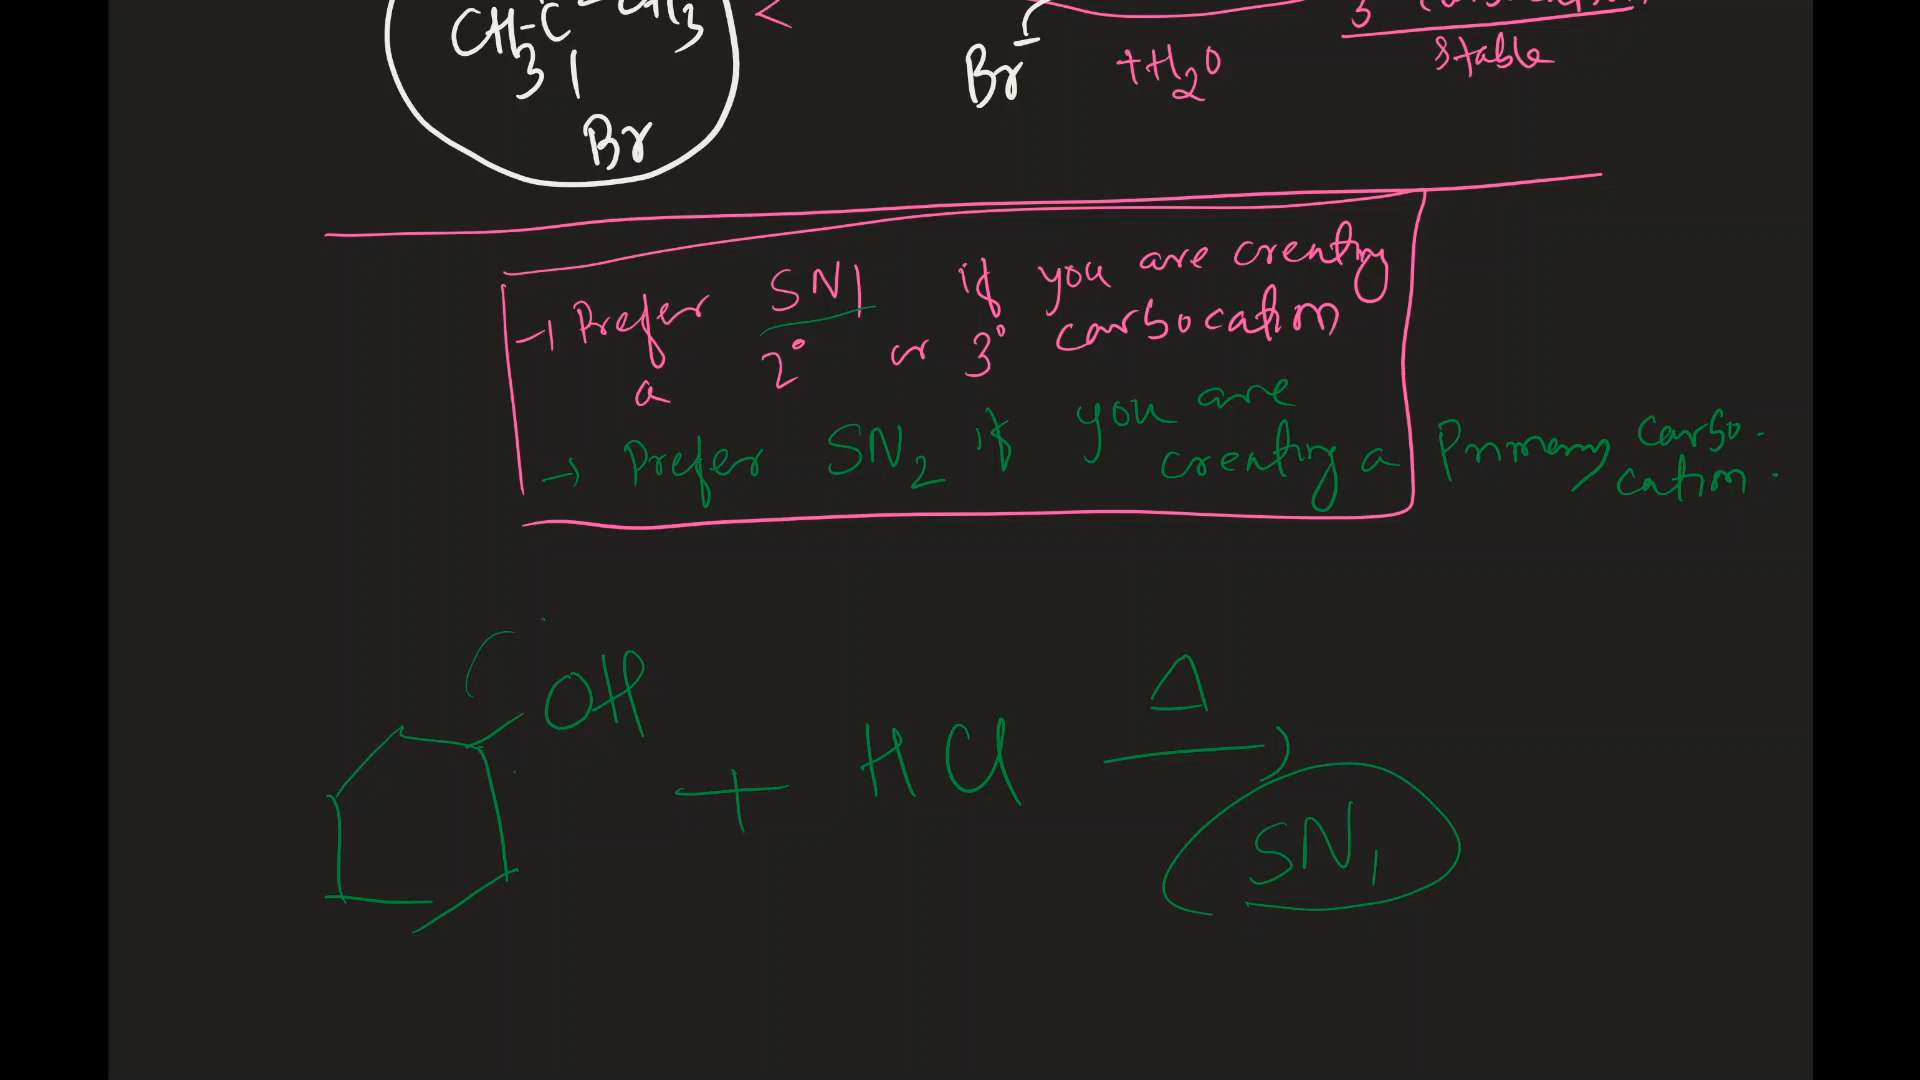 CH3-C-CH3 <
Br
Br- +H2O 3° carbocation
stable
→ Prefer SN1 if you are creating
a 2° or 3° carbocation
→ Prefer SN2 if you are
creating a Primary carbo-
cation.
OH + HCl Δ
SN1